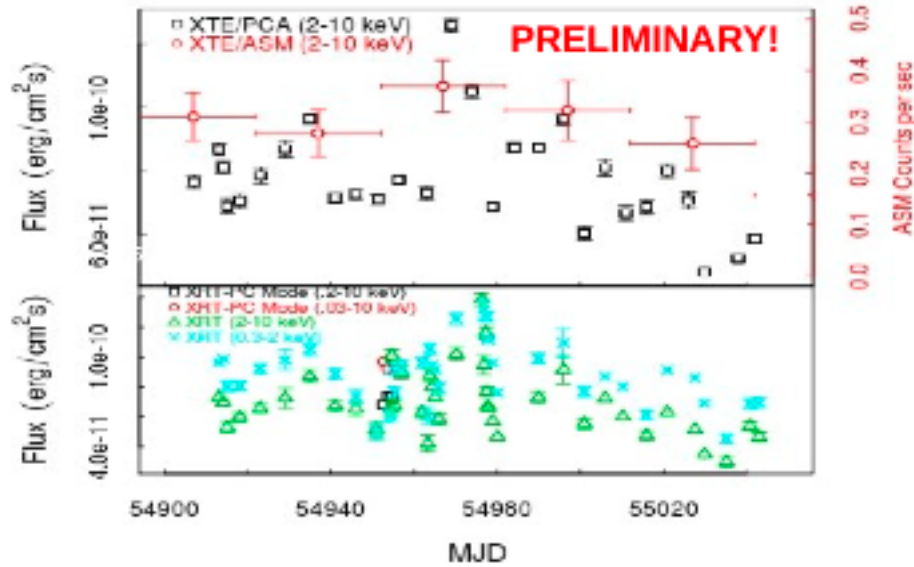 XTE/PCA (2-10 keV)
XTE/ASM (2-10 keV)
PRELIMINARY!
Flux (erg/cm²s)
1.0e-10
6.0e-11
0.5
0.4
0.3
0.2
0.1
0.0
ASM Counts per sec
XRT-PC Mode (.2-10 keV)
XRT-PC Mode (.03-10 keV)
XRT (2-10 keV)
XRT (0.3-2 keV)
Flux (erg/cm²s)
1.0e-10
4.0e-11
54900 54940 54980 55020
MJD